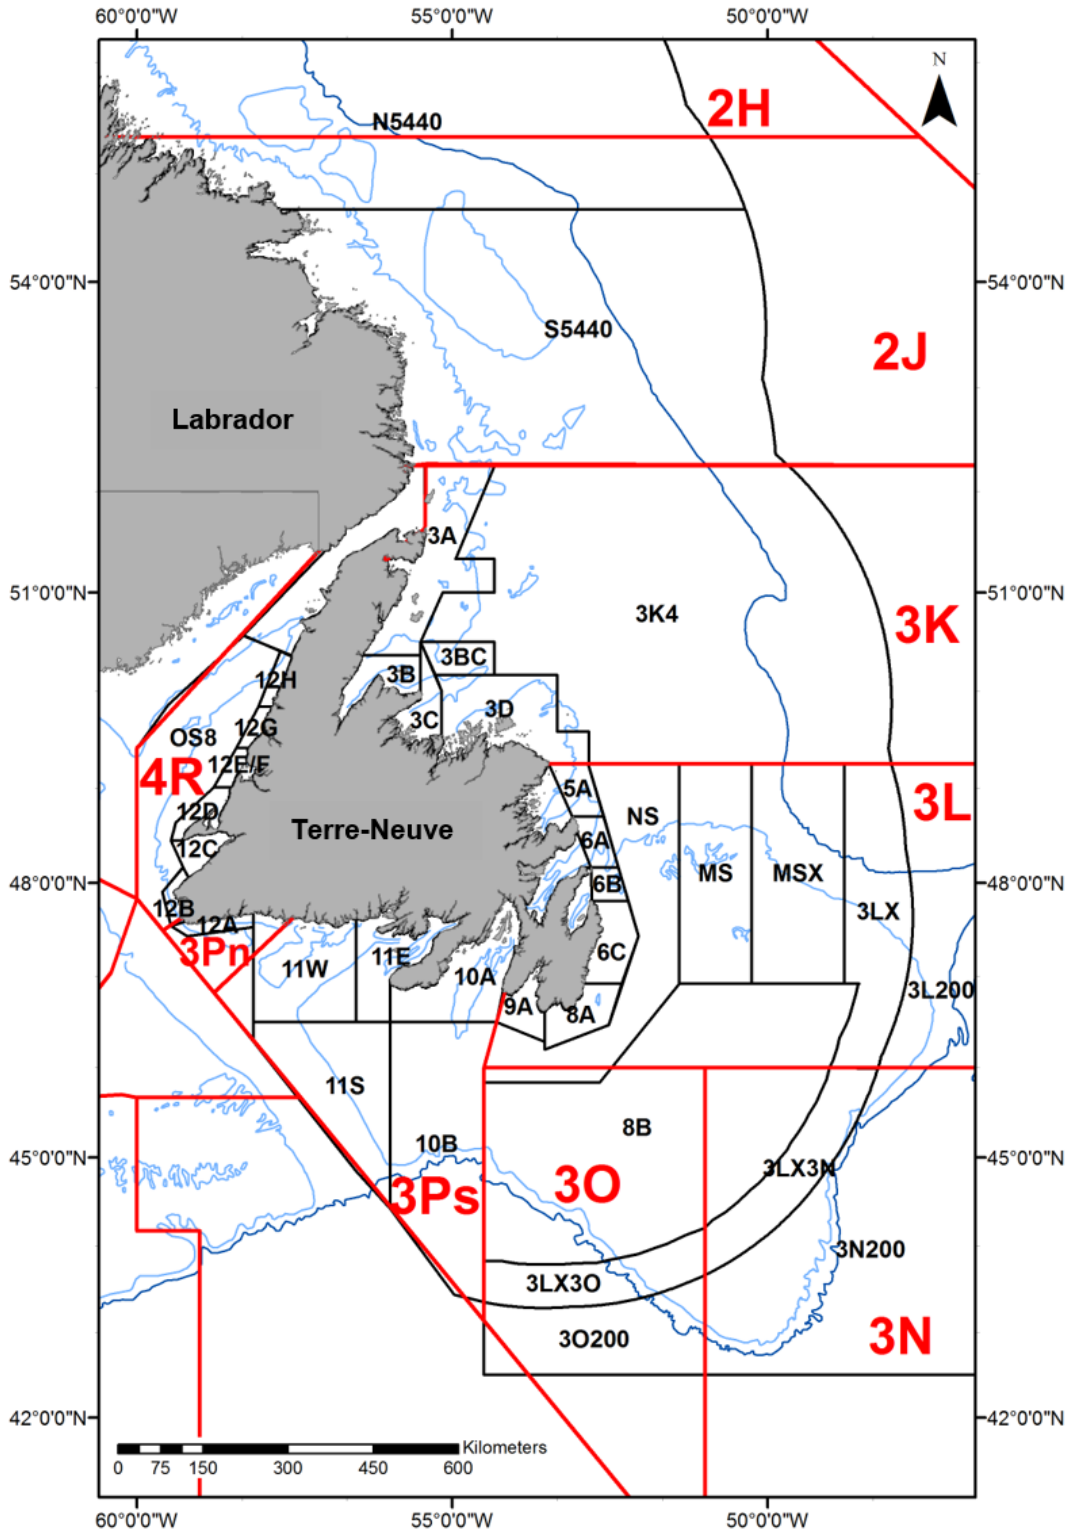 60°0'0"W 55°0'0"W 50°0'0"W
N
2H
N5440
54°0'0"N 54°0'0"N
S5440
2J
Labrador
3A
51°0'0"N 51°0'0"N
3K4
3K
3BC
3B
12H
3C
3D
12G
OS8
12E/F
4R
5A
3L
12D
NS
Terre-Neuve
6A
12C
MS
MSX
48°0'0"N 48°0'0"N
6B
12B
3LX
12A
3Pn
6C
11E
11W
10A
3L200
9A
8A
11S
8B
10B
45°0'0"N 45°0'0"N
3LX3N
3O
3Ps
3N200
3LX3O
3O200
3N
42°0'0"N 42°0'0"N
Kilometers
0 75 150 300 450 600
60°0'0"W 55°0'0"W 50°0'0"W